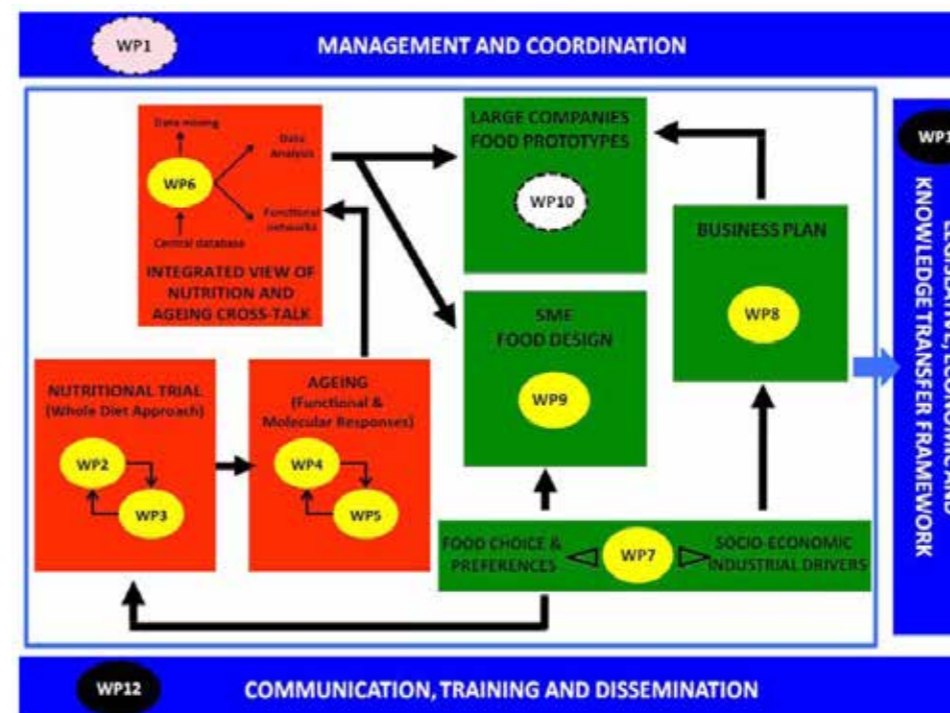 WP1
MANAGEMENT AND COORDINATION
Data mining
Data
Analysis
WP6
Functional
networks
Central database
INTEGRATED VIEW OF
NUTRITION AND
AGEING CROSS-TALK
LARGE COMPANIES
FOOD PROTOTYPES
WP10
BUSINESS PLAN
WP8
SME
FOOD DESIGN
WP9
NUTRITIONAL TRIAL
(Whole Diet Approach)
WP2
WP3
AGEING
(Functional &
Molecular Responses)
WP4
WP5
FOOD CHOICE &
PREFERENCES
WP7
SOCIO-ECONOMIC
INDUSTRIAL DRIVERS
KNOWLEDGE TRANSFER FRAMEWORK
WP12
COMMUNICATION, TRAINING AND DISSEMINATION